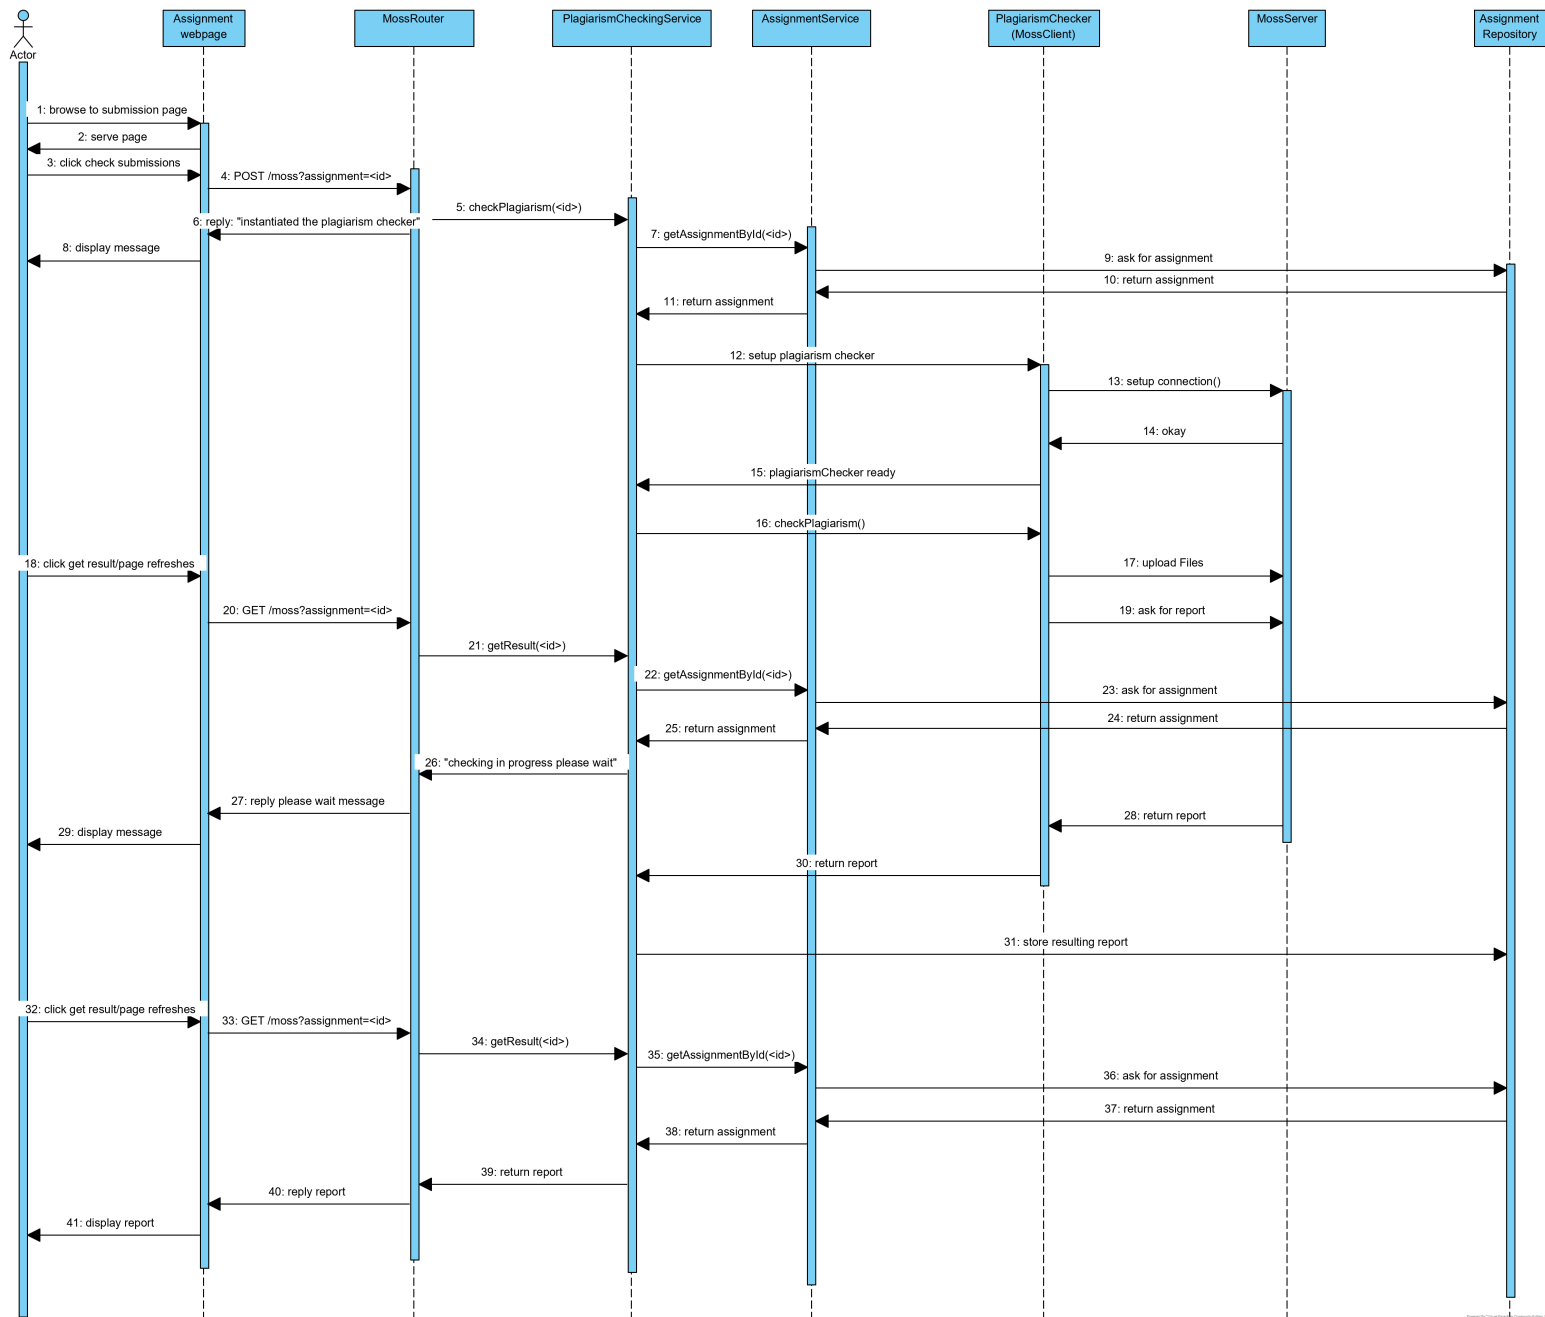 Assignment
webpage
MossRouter
PlagiarismCheckingService
AssignmentService
PlagiarismChecker
(MossClient)
MossServer
Assignment
Repository
Actor
1: browse to submission page
2: serve page
3: click check submissions
4: POST /moss?assignment=<id>
5: checkPlagiarism(<id>)
6: reply: "instantiated the plagiarism checker"
7: getAssignmentById(<id>)
8: display message
9: ask for assignment
10: return assignment
11: return assignment
12: setup plagiarism checker
13: setup connection()
14: okay
15: plagiarismChecker ready
16: checkPlagiarism()
17: upload Files
18: click get result/page refreshes
19: ask for report
20: GET /moss?assignment=<id>
21: getResult(<id>)
22: getAssignmentById(<id>)
23: ask for assignment
24: return assignment
25: return assignment
26: "checking in progress please wait"
27: reply please wait message
28: return report
29: display message
30: return report
31: store resulting report
32: click get result/page refreshes
33: GET /moss?assignment=<id>
34: getResult(<id>)
35: getAssignmentById(<id>)
36: ask for assignment
37: return assignment
38: return assignment
39: return report
40: reply report
41: display report